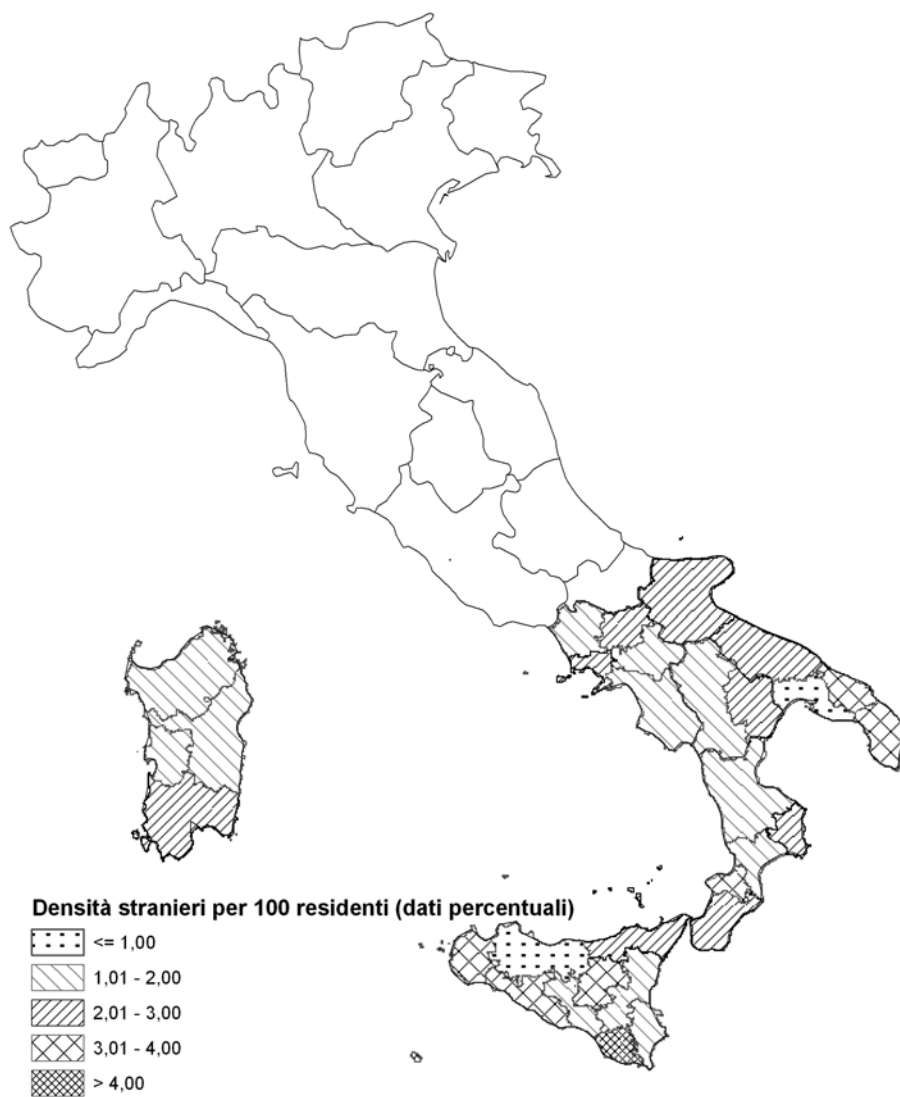 Densità stranieri per 100 residenti (dati percentuali)
<= 1,00
1,01 - 2,00
2,01 - 3,00
3,01 - 4,00
> 4,00